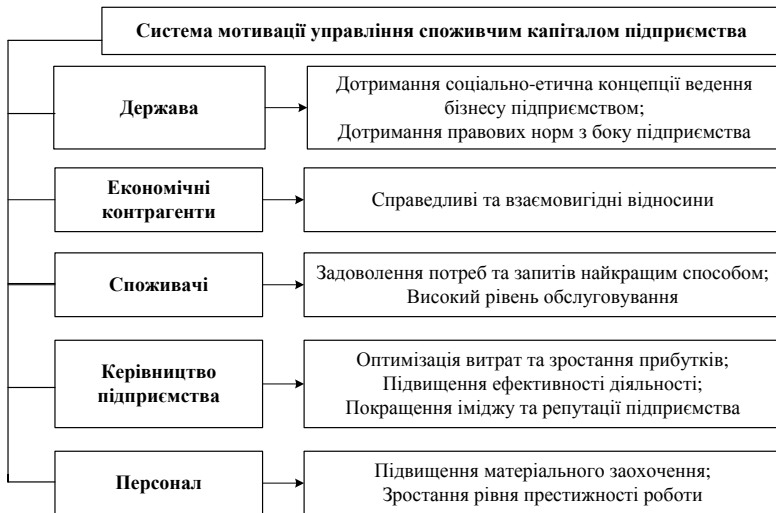 Система мотивації управління споживчим капіталом підприємства
Держава
Дотримання соціально-етична концепції ведення
бізнесу підприємством;
Дотримання правових норм з боку підприємства
Економічні
контрагенти
Справедливі та взаємовигідні відносини
Споживачі
Задоволення потреб та запитів найкращим способом;
Високий рівень обслуговування
Керівництво
підприємства
Оптимізація витрат та зростання прибутків;
Підвищення ефективності діяльності;
Покращення іміджу та репутації підприємства
Персонал
Підвищення матеріального заохочення;
Зростання рівня престижності роботи